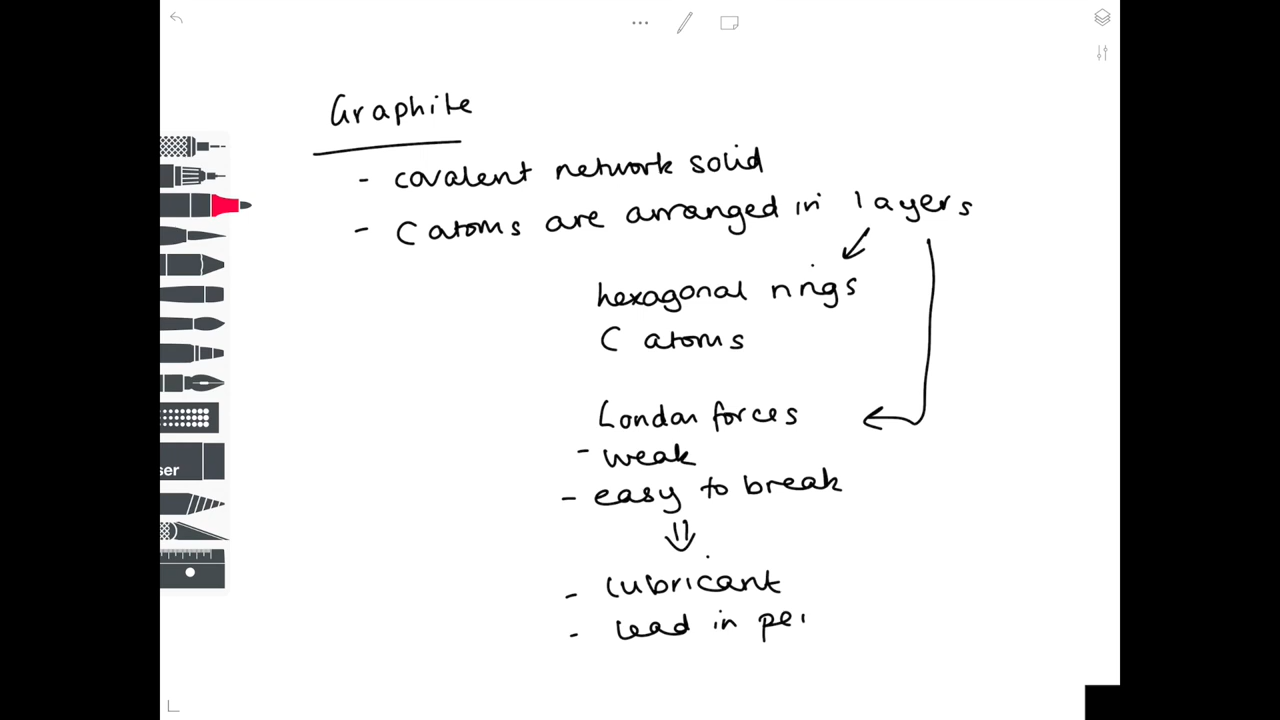 Graphite
- covalent network solid
- C atoms are arranged in layers
hexagonal rings
C atoms
London forces
- weak
- easy to break
- lubricant
- lead in
ser